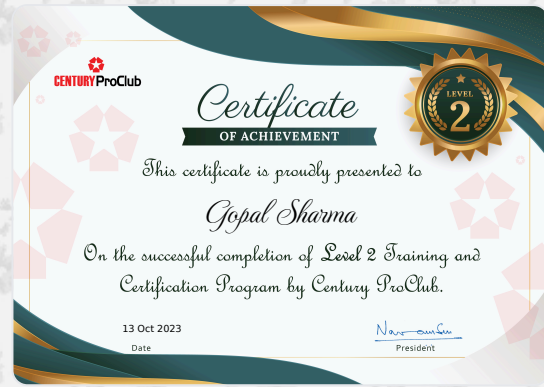 CENTURY ProClub
Certificate
OF ACHIEVEMENT
LEVEL
2
This certificate is proudly presented to
Gopal Sharma
On the successful completion of Level 2 Training and
Certification Program by Century ProClub.
13 Oct 2023
Date
President